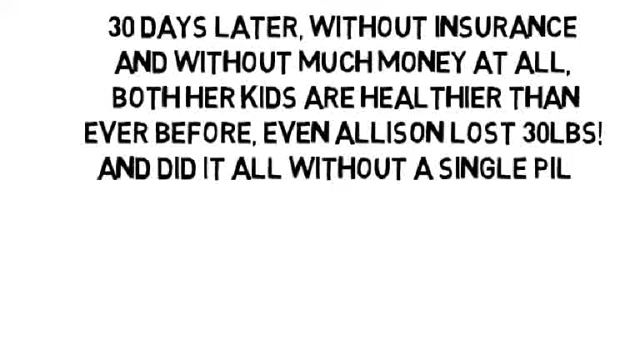 30 DAYS LATER, WITHOUT INSURANCE
AND WITHOUT MUCH MONEY AT ALL,
BOTH HER KIDS ARE HEALTHIER THAN
EVER BEFORE, EVEN ALLISON LOST 30LBS!
AND DID IT ALL WITHOUT A SINGLE PIL